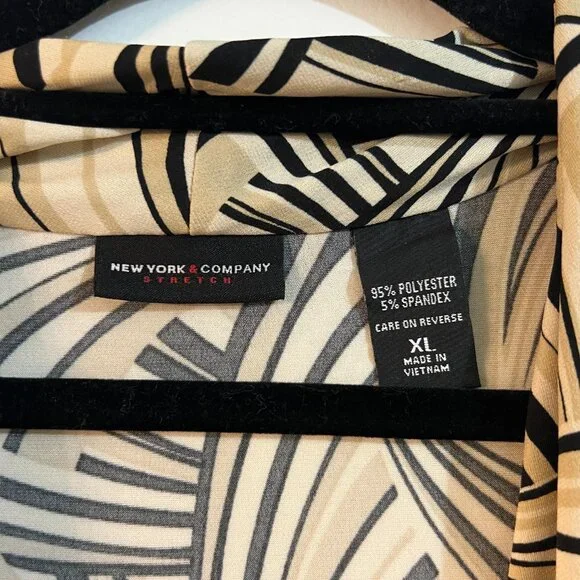 NEW YORK & COMPANY
STRETCH
95% POLYESTER
5% SPANDEX
CARE ON REVERSE
XL
MADE IN
VIETNAM